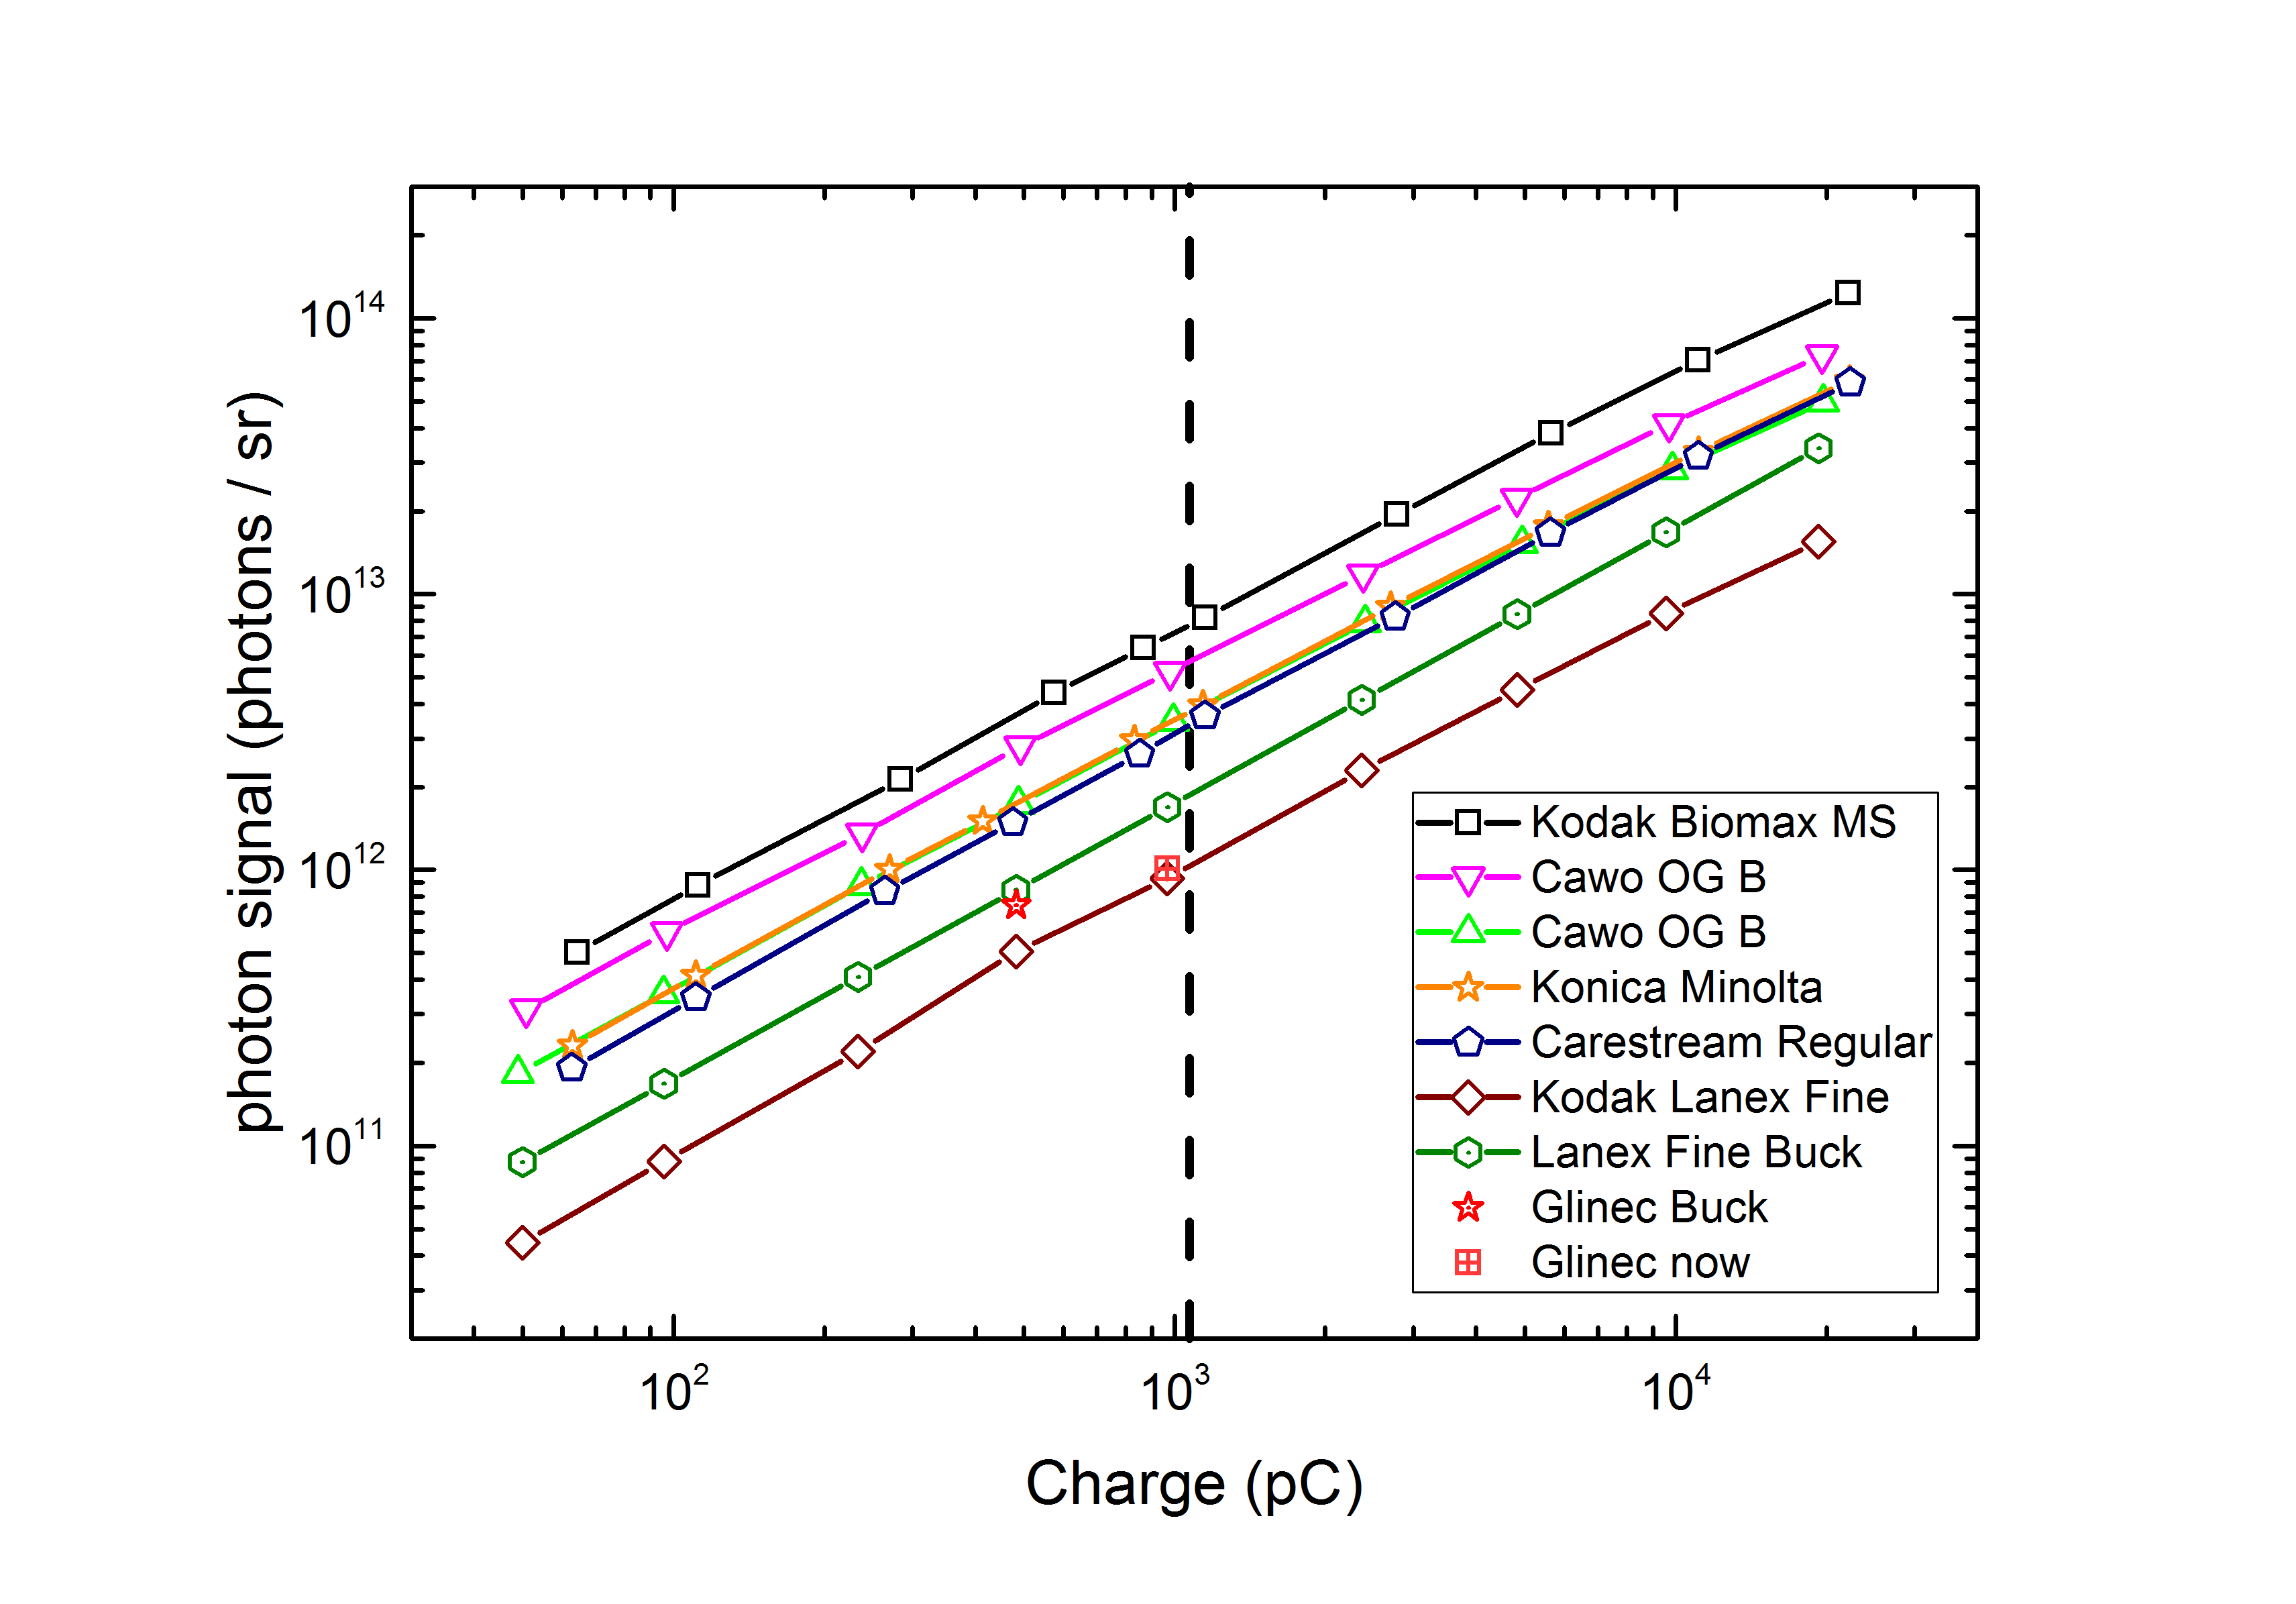 photon signal (photons / sr)
10^14
10^13
10^12
10^11
10^2
10^3
10^4
Charge (pC)
Kodak Biomax MS
Cawo OG B
Cawo OG B
Konica Minolta
Carestream Regular
Kodak Lanex Fine
Lanex Fine Buck
Glinec Buck
Glinec now